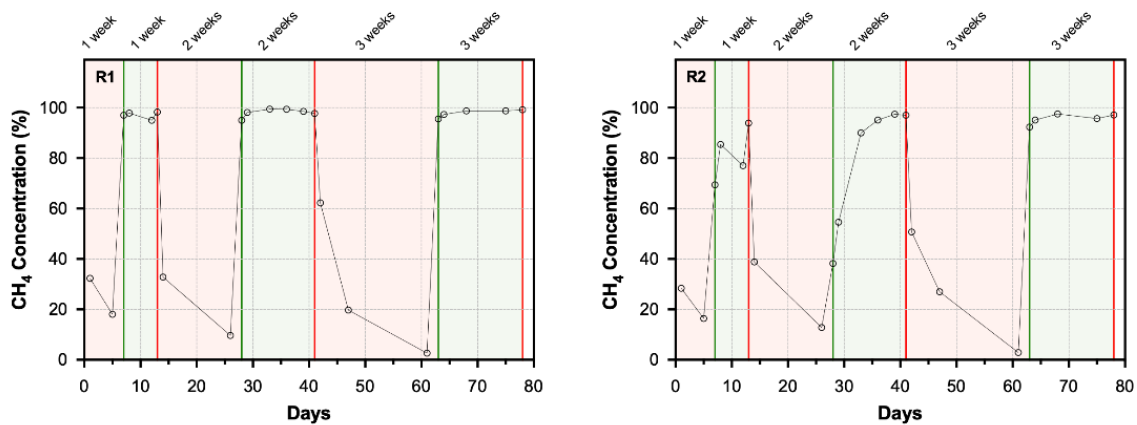 1 week
1 week
2 weeks
2 weeks
3 weeks
3 weeks
R1
100
80
60
40
20
0
CH4 Concentration (%)
0 10 20 30 40 50 60 70 80
Days
1 week
1 week
2 weeks
2 weeks
3 weeks
3 weeks
R2
100
80
60
40
20
0
CH4 Concentration (%)
0 10 20 30 40 50 60 70 80
Days